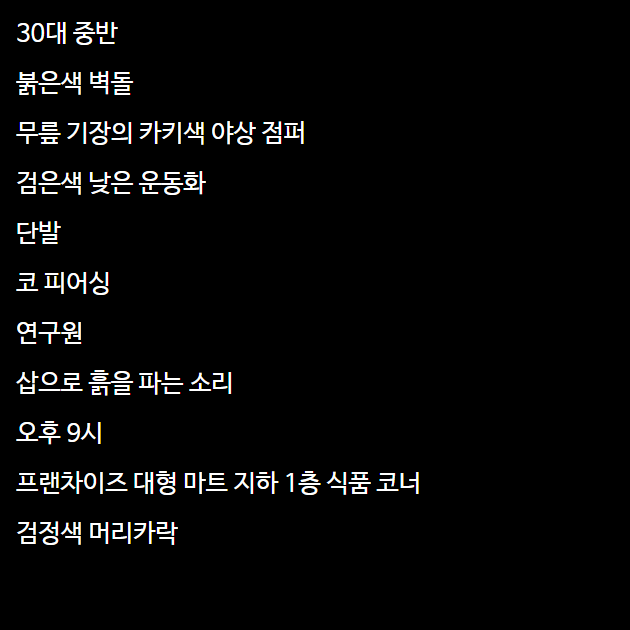 30대 중반
붉은색 벽돌
무릎 기장의 카키색 야상 점퍼
검은색 낮은 운동화
단발
코 피어싱
연구원
삽으로 흙을 파는 소리
오후 9시
프랜차이즈 대형 마트 지하 1층 식품 코너
검정색 머리카락